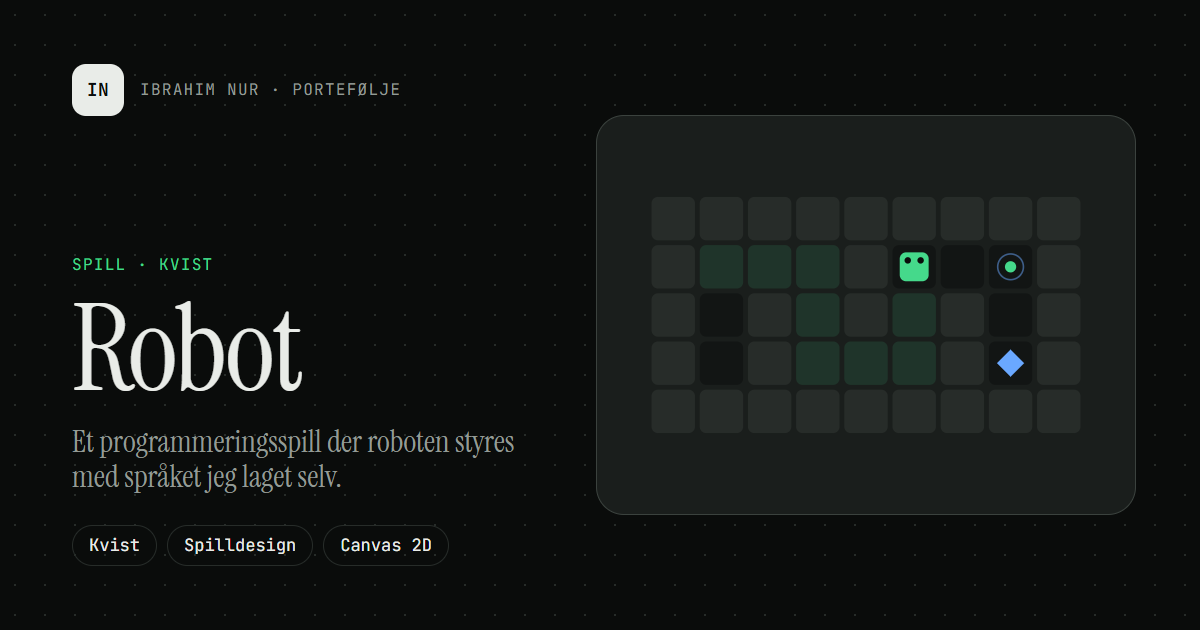 IN
IBRAHIM NUR · PORTEFØLJE
SPILL · KVIST
Robot
Et programmeringsspill der roboten styres
med språket jeg laget selv.
Kvist
Spilldesign
Canvas 2D